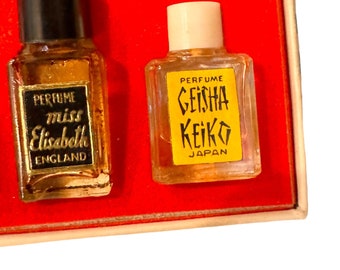 PERFUME
miss
Elisabeth
ENGLAND
PERFUME
GEISHA
KEIKO
JAPAN